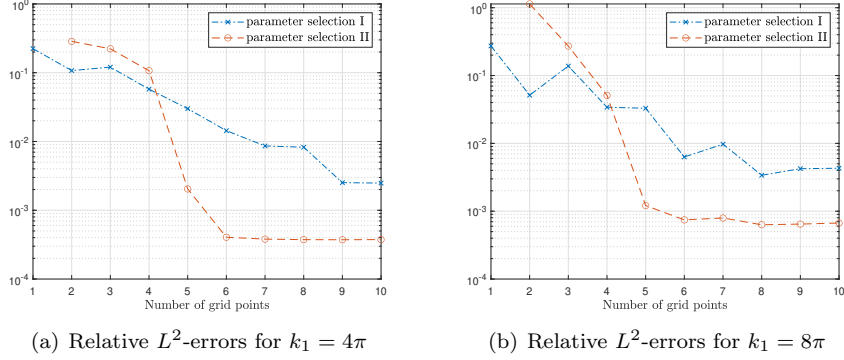 10^0
10^-1
10^-2
10^-3
10^-4
1 2 3 4 5 6 7 8 9 10
Number of grid points
parameter selection I
parameter selection II
(a) Relative L^2-errors for k_1 = 4π
10^0
10^-1
10^-2
10^-3
10^-4
1 2 3 4 5 6 7 8 9 10
Number of grid points
parameter selection I
parameter selection II
(b) Relative L^2-errors for k_1 = 8π